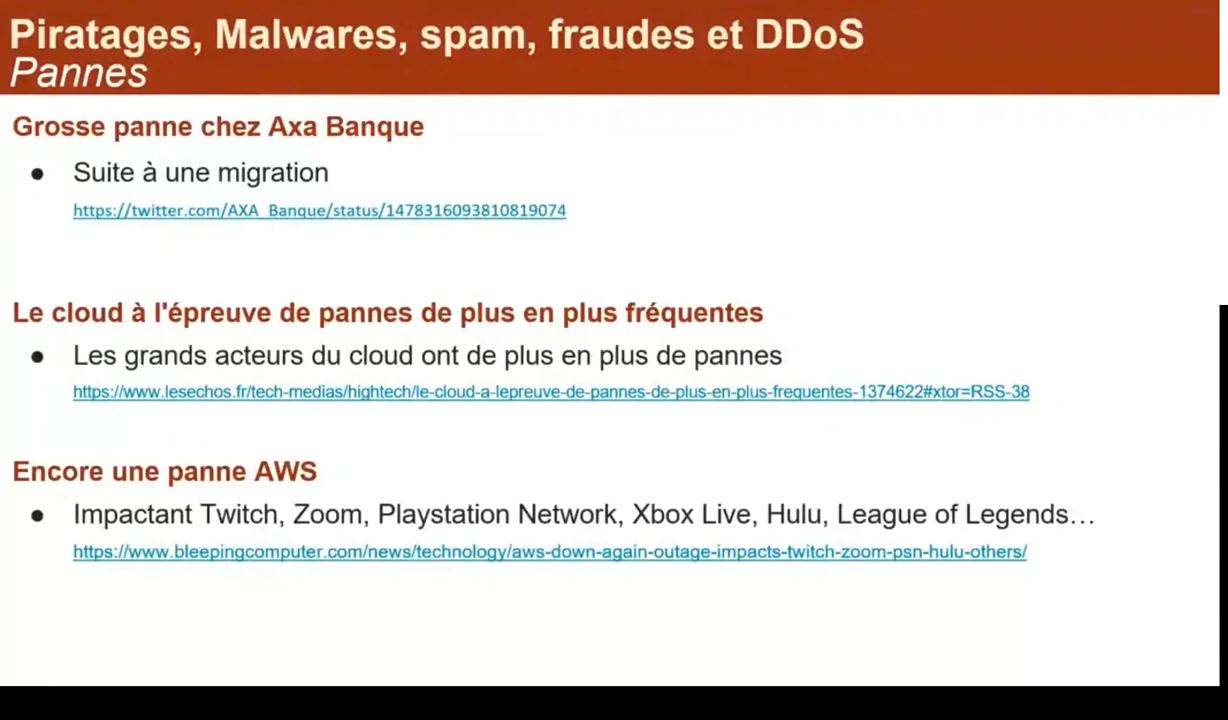 Piratages, Malwares, spam, fraudes et DDoS
Pannes
Grosse panne chez Axa Banque
● Suite à une migration
https://twitter.com/AXA_Banque/status/1478316093810819074
Le cloud à l'épreuve de pannes de plus en plus fréquentes
● Les grands acteurs du cloud ont de plus en plus de pannes
https://www.lesechos.fr/tech-medias/hightech/le-cloud-a-lepreuve-de-pannes-de-plus-en-plus-frequentes-1374622#xtor=RSS-38
Encore une panne AWS
● Impactant Twitch, Zoom, Playstation Network, Xbox Live, Hulu, League of Legends…
https://www.bleepingcomputer.com/news/technology/aws-down-again-outage-impacts-twitch-zoom-psn-hulu-others/